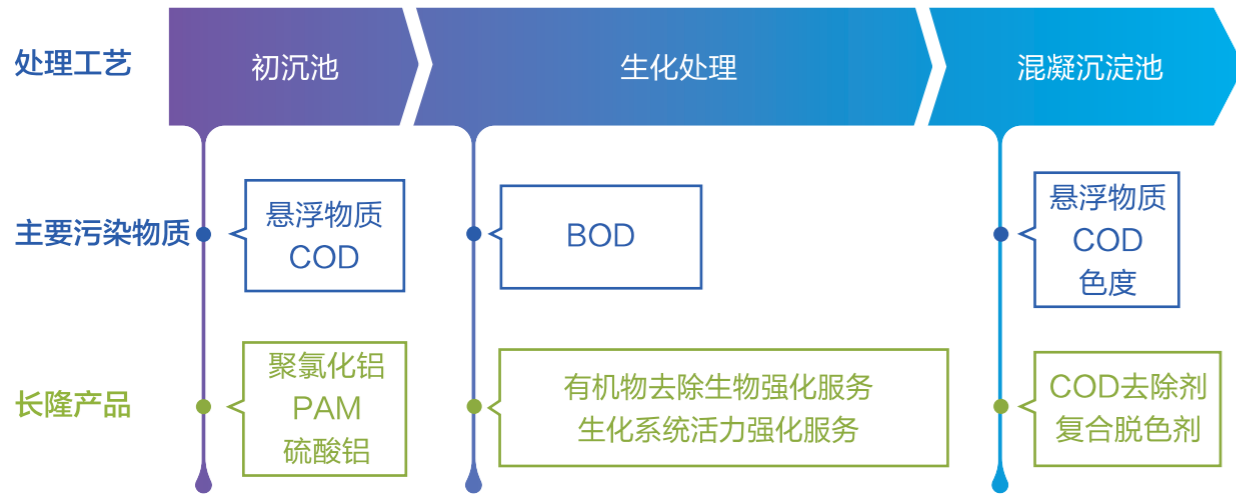 处理工艺
初沉池
生化处理
混凝沉淀池
主要污染物质
悬浮物质
COD
BOD
悬浮物质
COD
色度
长隆产品
聚氯化铝
PAM
硫酸铝
有机物去除生物强化服务
生化系统活力强化服务
COD去除剂
复合脱色剂